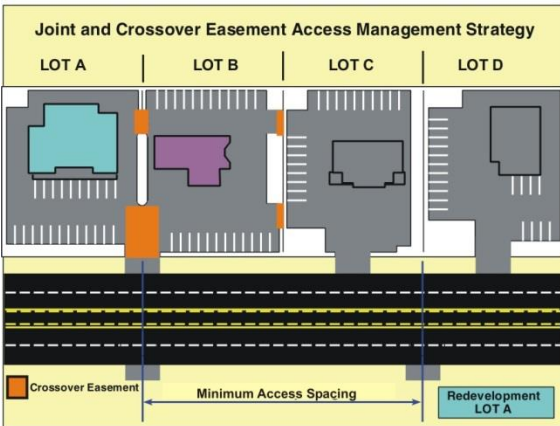 Joint and Crossover Easement Access Management Strategy
LOT A
LOT B
LOT C
LOT D
Crossover Easement
Minimum Access Spacing
Redevelopment
LOT A